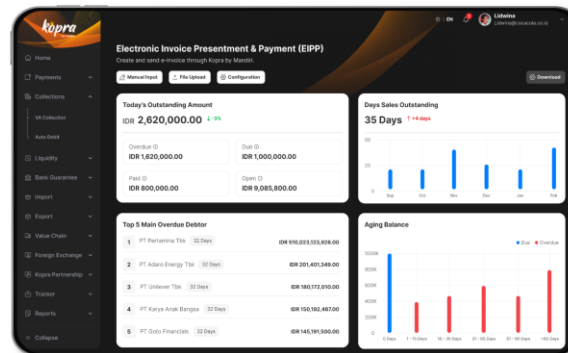 kopra
ID | EN
Lidwina
Lidwina@cocacola.co.id
Home
Payments
Collections
VA Collection
Auto Debit
Liquidity
Bank Guarantee
Import
Export
Value Chain
Foreign Exchange
Kopra Partnership
Tracker
Reports
Collapse
Electronic Invoice Presentment & Payment (EIPP)
Create and send e-invoice through Kopra by Mandiri.
Manual Input
File Upload
Configuration
Download
Today's Outstanding Amount
IDR 2,620,000.00 -3%
Overdue
IDR 1,620,000.00
Due
IDR 1,000,000.00
Paid
IDR 800,000.00
Open
IDR 9,085,800.00
Days Sales Outstanding
35 Days +4 days
50
25
0
Sep Oct Nov Dec Jan Feb
Top 5 Main Overdue Debtor
1 PT Pertamina Tbk 32 Days IDR 510,023,123,928.00
2 PT Adaro Energy Tbk 32 Days IDR 201,401,349.00
3 PT Unilever Tbk 32 Days IDR 180,172,010.00
4 PT Karya Anak Bangsa 32 Days IDR 150,192,467.00
5 PT Goto Financials 32 Days IDR 145,191,500.00
Aging Balance
Due Overdue
1000K
800K
600K
400K
200K
0
0 Days 1 - 15 Days 16 - 30 Days 31 - 60 Days 61 - 90 Days >90 Days